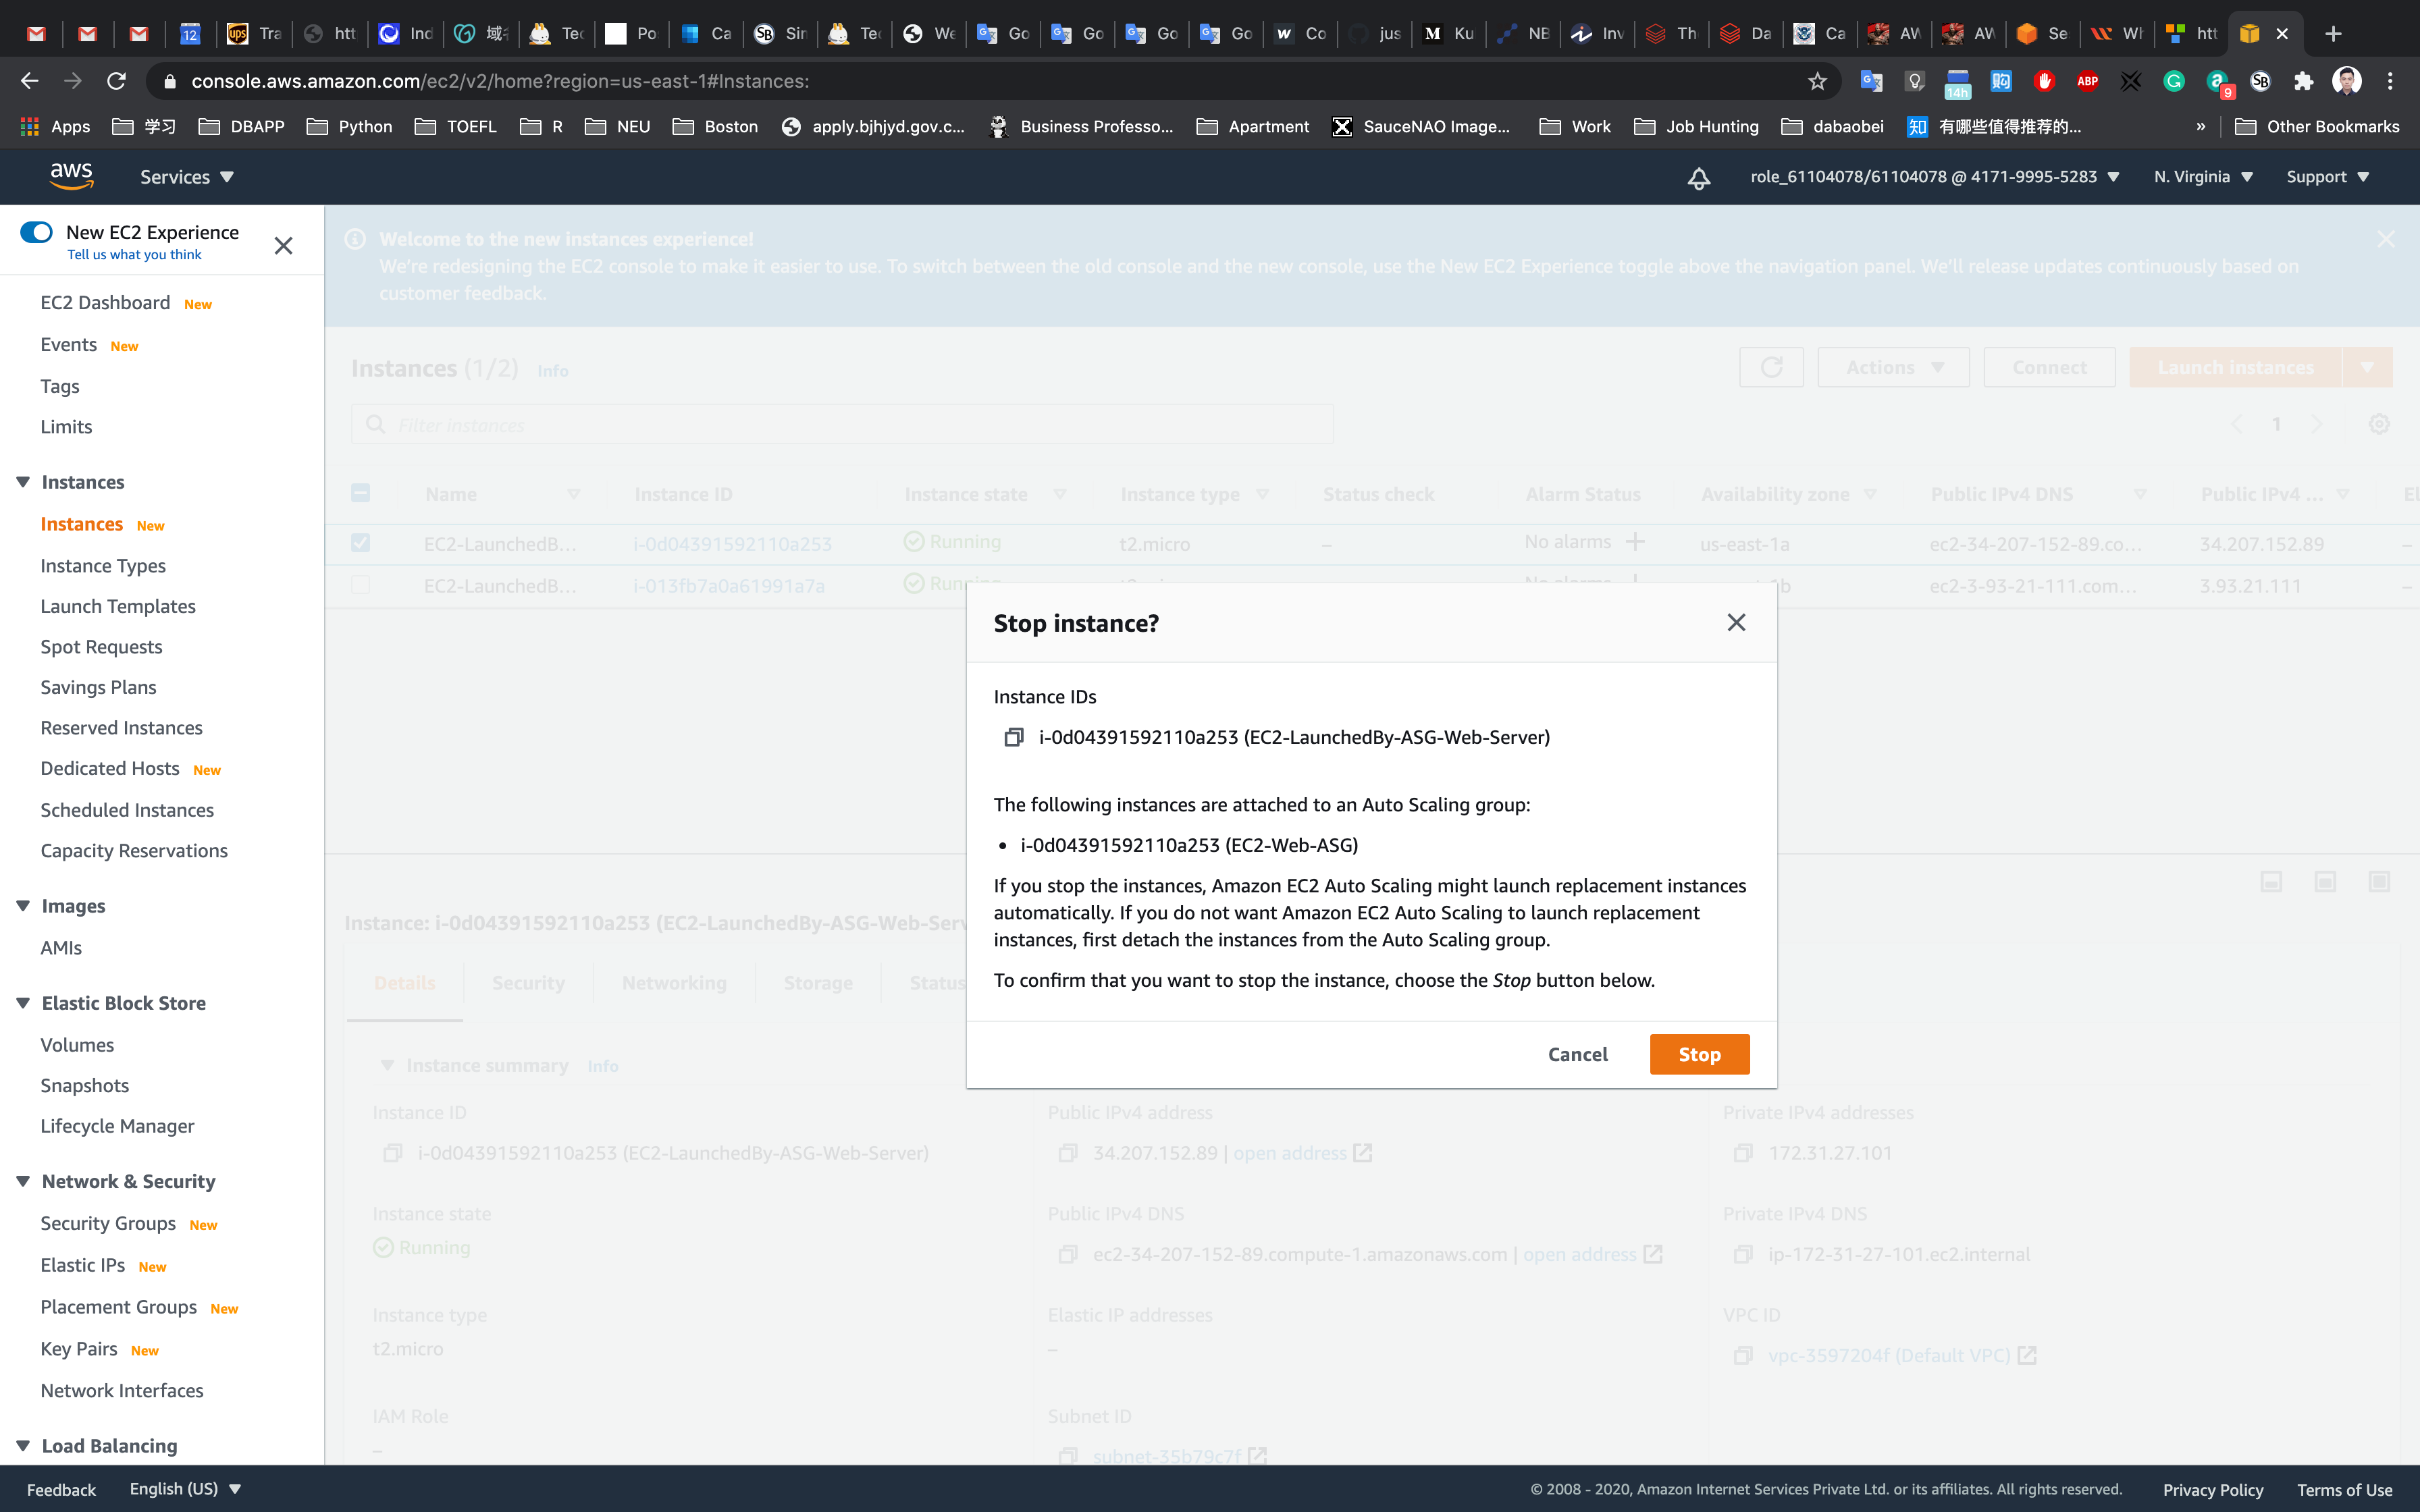 12
Tra
htt
Ind
域名
Tec
Po
Ca
SB
Sin
Tec
We
Go
Go
Go
Go
Co
jus
Ku
NB
Inv
Th
Da
Ca
AW
AW
Se
Wh
htt
console.aws.amazon.com/ec2/v2/home?region=us-east-1#Instances:
14h
ABP
9
SB
Apps
学习
DBAPP
Python
TOEFL
R
NEU
Boston
apply.bjhjyd.gov.c...
Business Professo...
Apartment
SauceNAO Image...
Work
Job Hunting
dabaobei
知 有哪些值得推荐的...
»
Other Bookmarks
aws
Services
role_61104078/61104078 @ 4171-9995-5283
N. Virginia
Support
New EC2 Experience
Tell us what you think
EC2 Dashboard New
Events New
Tags
Limits
Instances
Instances New
Instance Types
Launch Templates
Spot Requests
Savings Plans
Reserved Instances
Dedicated Hosts New
Scheduled Instances
Capacity Reservations
Images
AMIs
Elastic Block Store
Volumes
Snapshots
Lifecycle Manager
Network & Security
Security Groups New
Elastic IPs New
Placement Groups New
Key Pairs New
Network Interfaces
Load Balancing
Welcome to the new instances experience!
We're redesigning the EC2 console to make it easier to use. To switch between the old console and the new console, use the New EC2 Experience toggle above the navigation panel. We'll release updates continuously based on
customer feedback.
Instances (1/2) Info
Actions
Connect
Launch instances
Filter instances
1
Name
Instance ID
Instance state
Instance type
Status check
Alarm Status
Availability zone
Public IPv4 DNS
Public IPv4 ...
El
EC2-LaunchedB... i-0d04391592110a253 Running t2.micro – No alarms us-east-1a ec2-34-207-152-89.co... 34.207.152.89 –
EC2-LaunchedB... i-013fb7a0a61991a7a ec2-3-93-21-111.com... 3.93.21.111 –
Stop instance?
Instance IDs
i-0d04391592110a253 (EC2-LaunchedBy-ASG-Web-Server)
The following instances are attached to an Auto Scaling group:
• i-0d04391592110a253 (EC2-Web-ASG)
If you stop the instances, Amazon EC2 Auto Scaling might launch replacement instances
automatically. If you do not want Amazon EC2 Auto Scaling to launch replacement
instances, first detach the instances from the Auto Scaling group.
To confirm that you want to stop the instance, choose the Stop button below.
Cancel
Stop
Instance: i-0d04391592110a253 (EC2-LaunchedBy-ASG-Web-Serv
Details
Security
Networking
Storage
Status
Instance summary Info
Instance ID
i-0d04391592110a253 (EC2-LaunchedBy-ASG-Web-Server)
Public IPv4 address
34.207.152.89 | open address
Private IPv4 addresses
172.31.27.101
Instance state
Running
Public IPv4 DNS
ec2-34-207-152-89.compute-1.amazonaws.com | open address
Private IPv4 DNS
ip-172-31-27-101.ec2.internal
Instance type
t2.micro
Elastic IP addresses
–
VPC ID
vpc-3597204f (Default VPC)
IAM Role
–
Subnet ID
subnet-35b79c7f
Feedback
English (US)
© 2008 - 2020, Amazon Internet Services Private Ltd. or its affiliates. All rights reserved.
Privacy Policy
Terms of Use